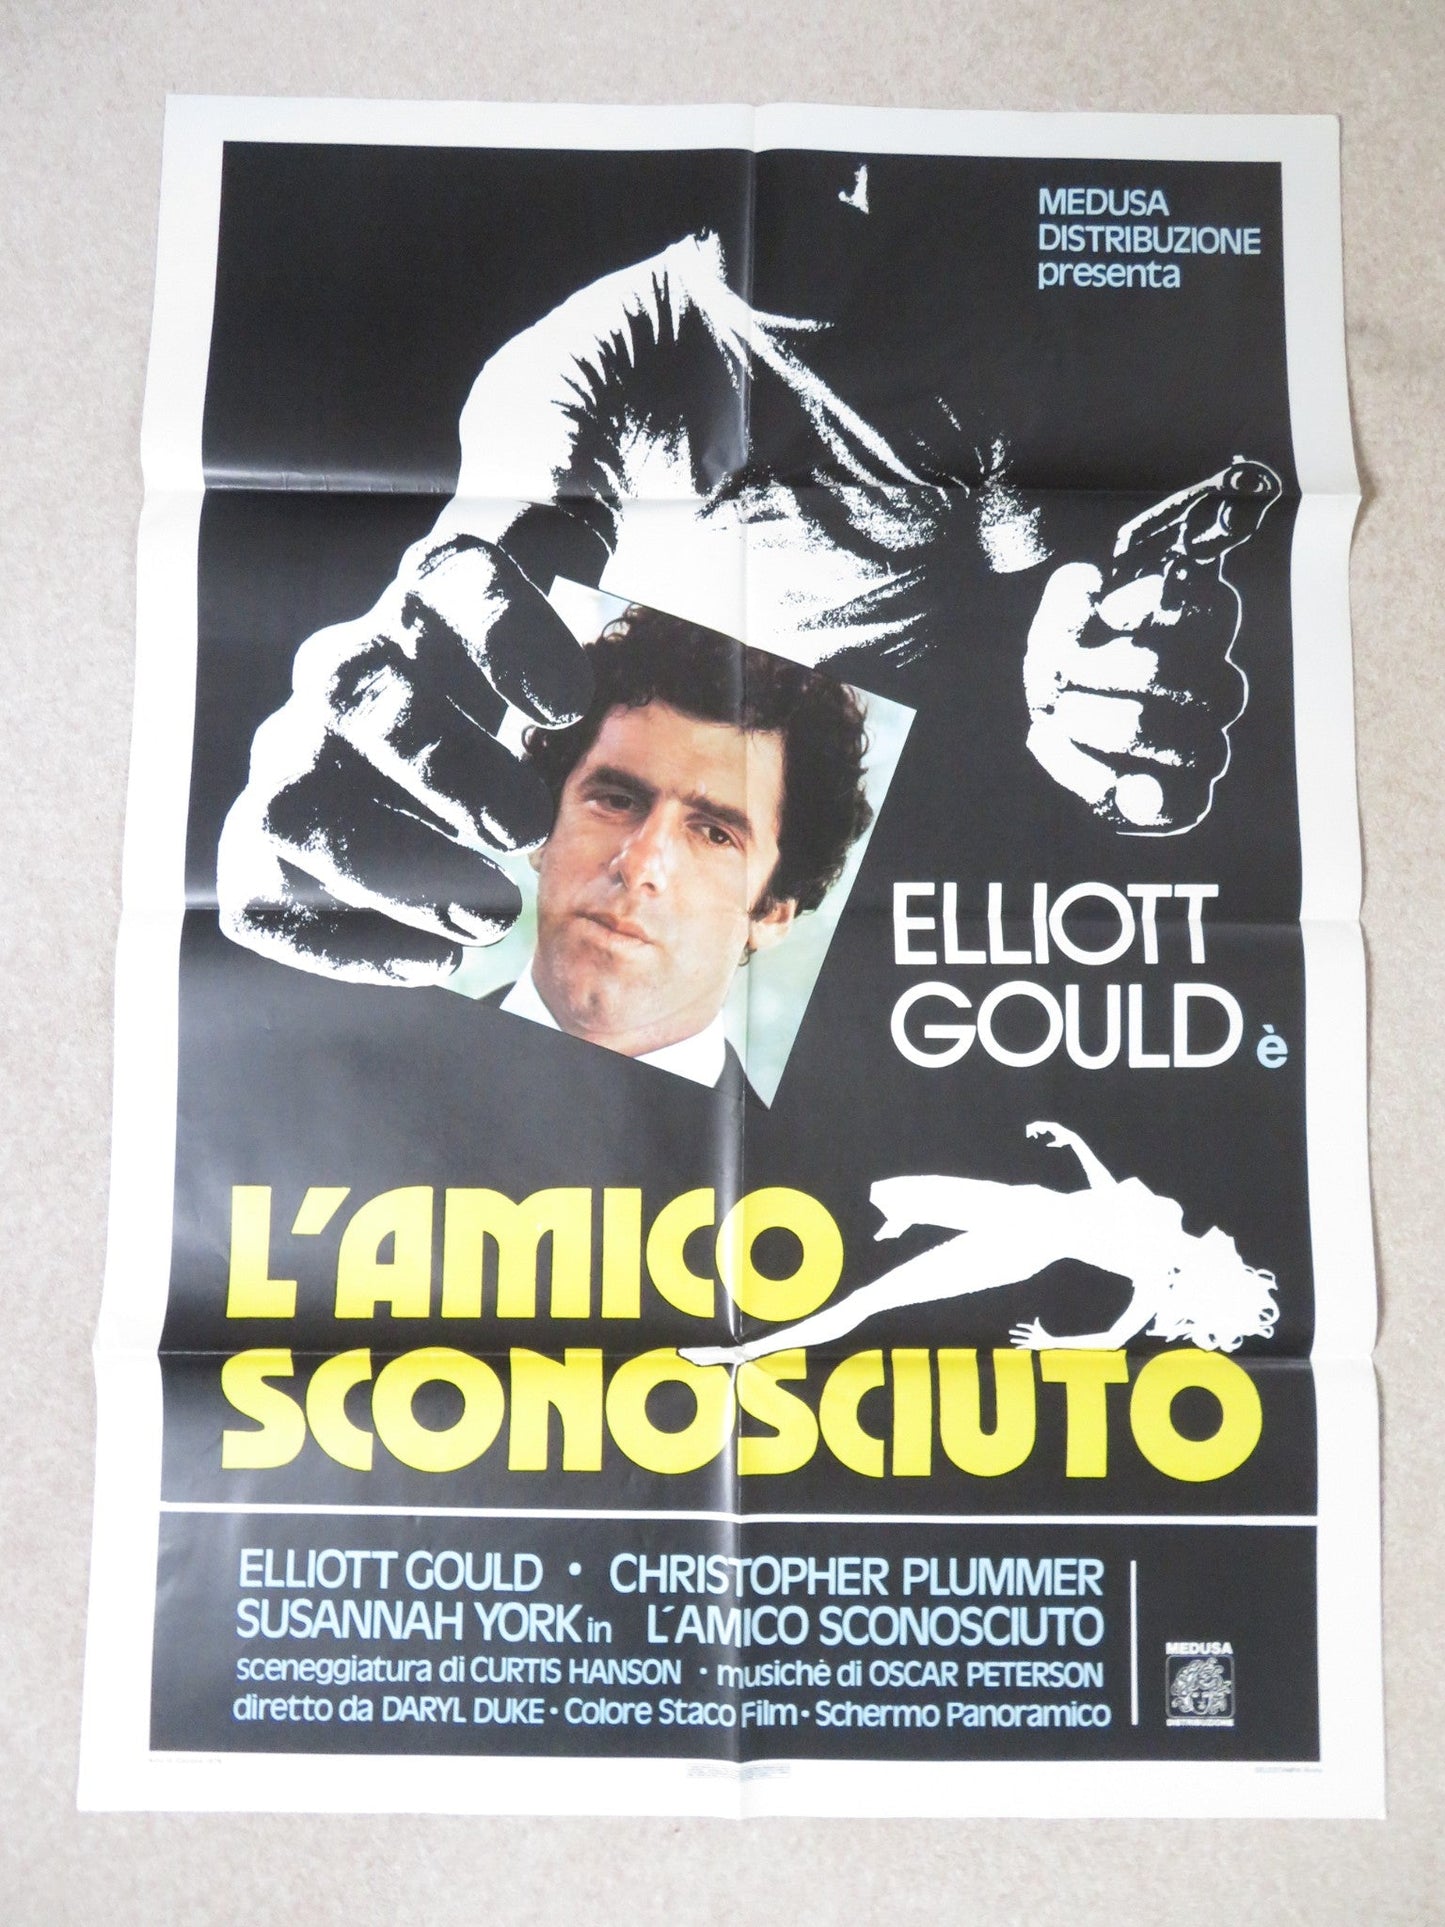 MEDUSA
DISTRIBUZIONE
presenta
ELLIOTT
GOULD è
L'AMICO
SCONOSCIUTO
ELLIOTT GOULD • CHRISTOPHER PLUMMER
SUSANNAH YORK in L'AMICO SCONOSCIUTO
sceneggiatura di CURTIS HANSON • musiche di OSCAR PETERSON
diretto da DARYL DUKE • Colore Staco Film • Schermo Panoramico
MEDUSA
DISTRIBUZIONE